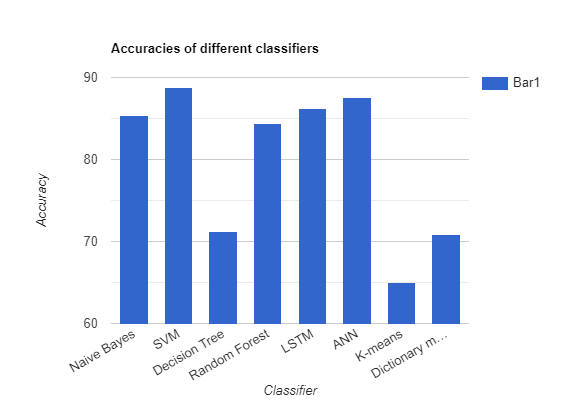 Accuracies of different classifiers
90
80
70
60
Accuracy
Bar1
Naive Bayes
SVM
Decision Tree
Random Forest
LSTM
ANN
K-means
Dictionary m…
Classifier